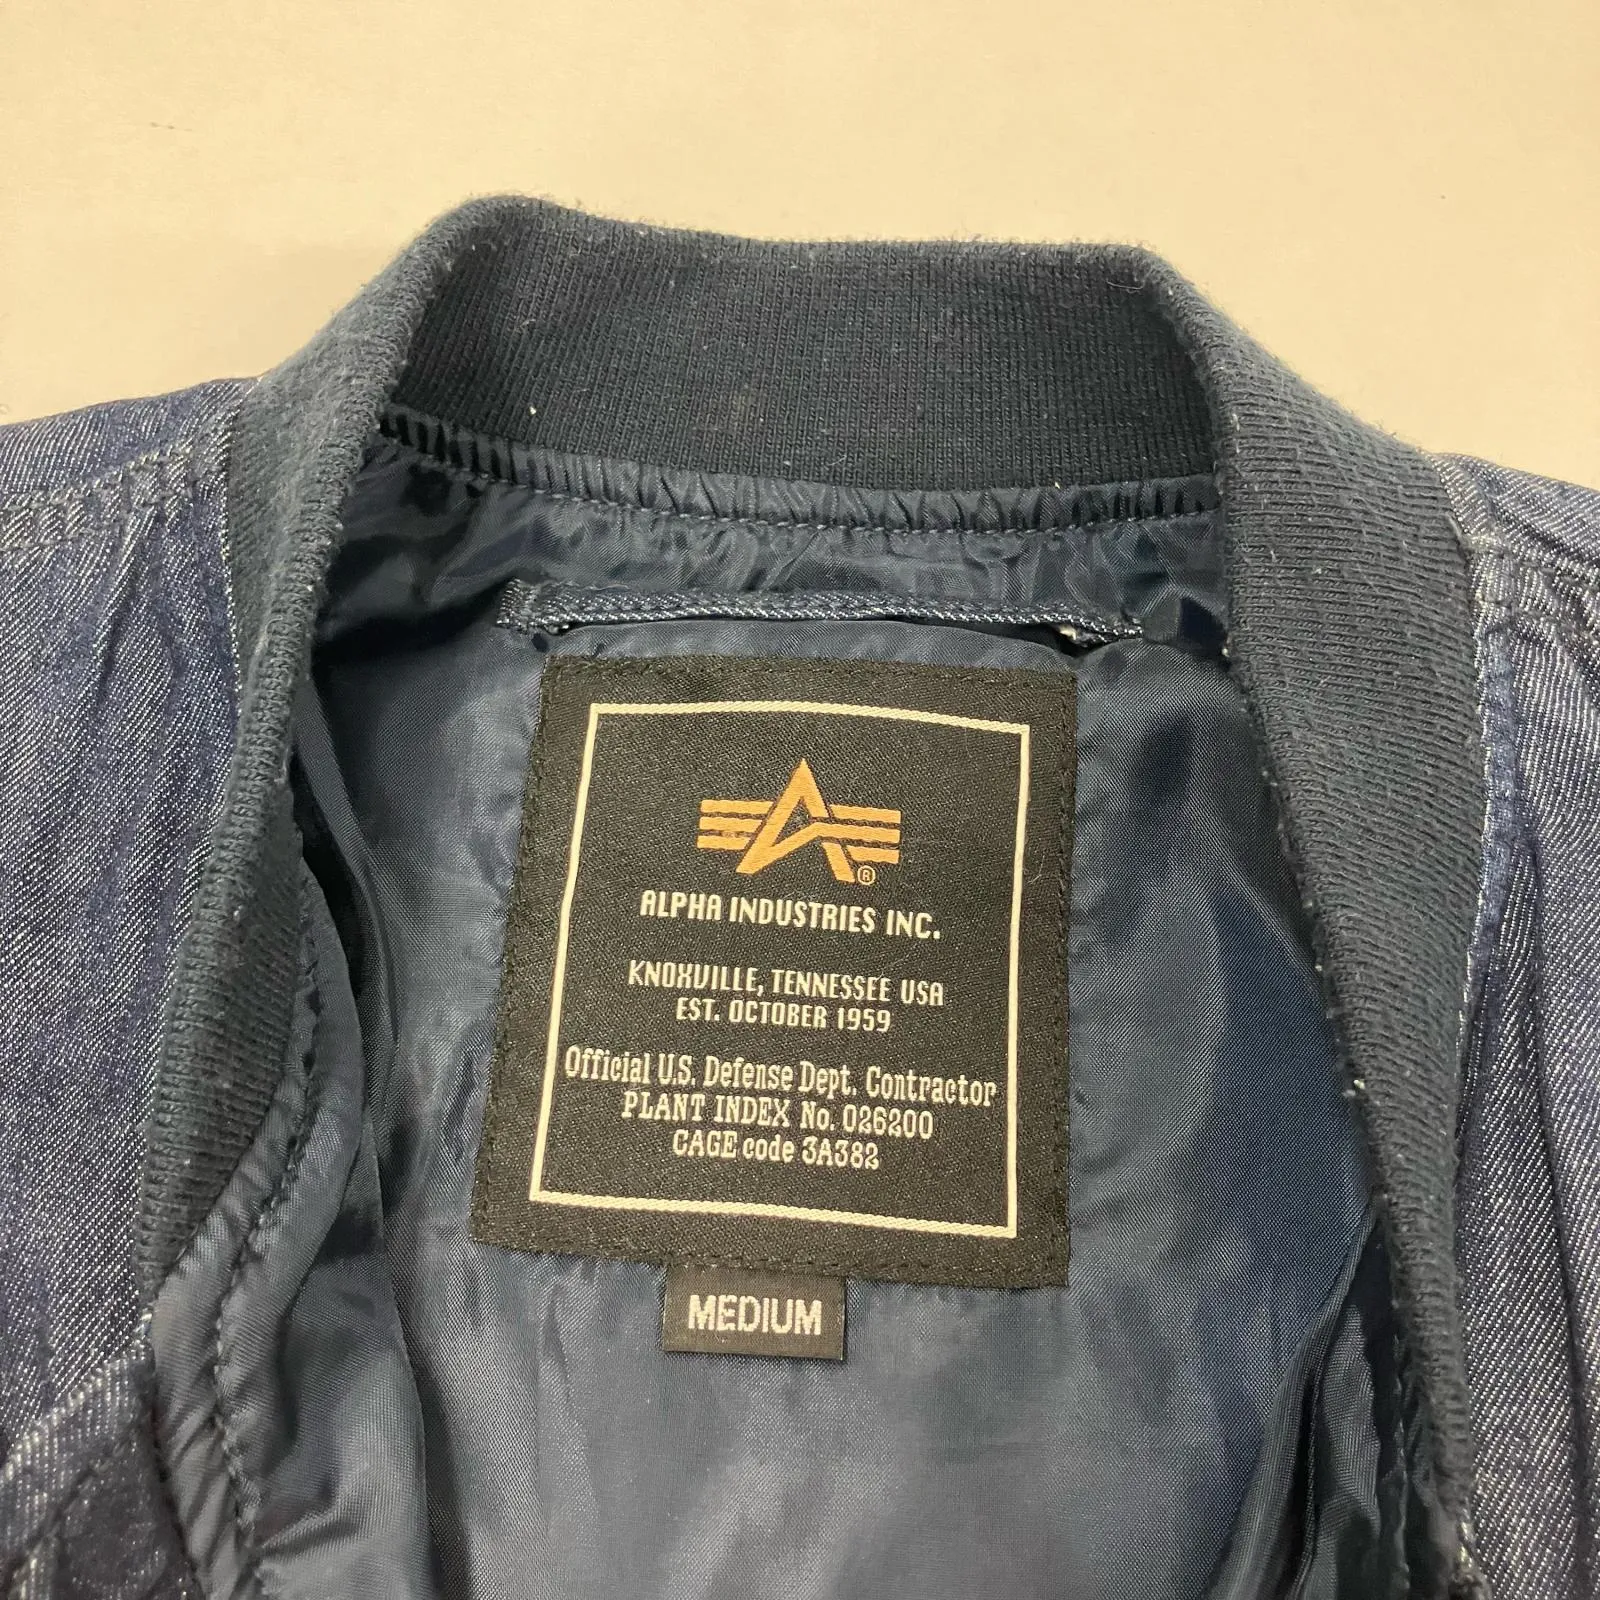 ®
ALPHA INDUSTRIES INC.
KNOXVILLE, TENNESSEE USA
EST. OCTOBER 1959
Official U.S. Defense Dept. Contractor
PLANT INDEX No. 026200
CAGE code 3A382
MEDIUM